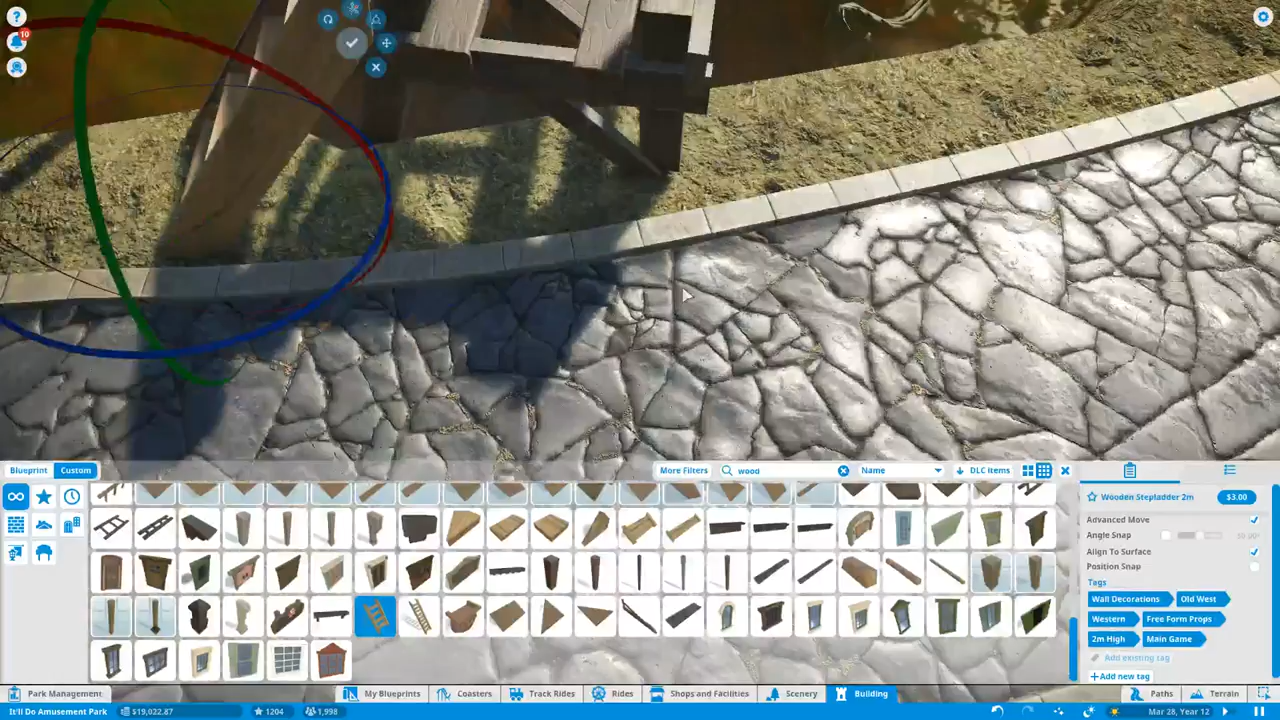 ?
10
Blueprint Custom
More Filters wood Name DLC Items
Wooden Stepladder 2m $3.00
Advanced Move
Angle Snap
Align To Surface
Position Snap
Tags
Wall Decorations Old West
Western Free Form Props
2m High Main Game
Add existing tag
+Add new tag
Park Management My Blueprints Coasters Track Rides Rides Shops and Facilities Scenery Building Paths Terrain
It'll Do Amusement Park $19,022.87 1204 1,998 Mar 28, Year 12